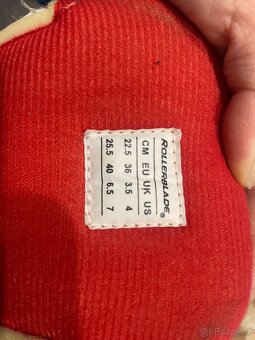 ROLLERBLADE®
CM EU UK US
22.5 36 3.5 4
25.5 40 6.5 7